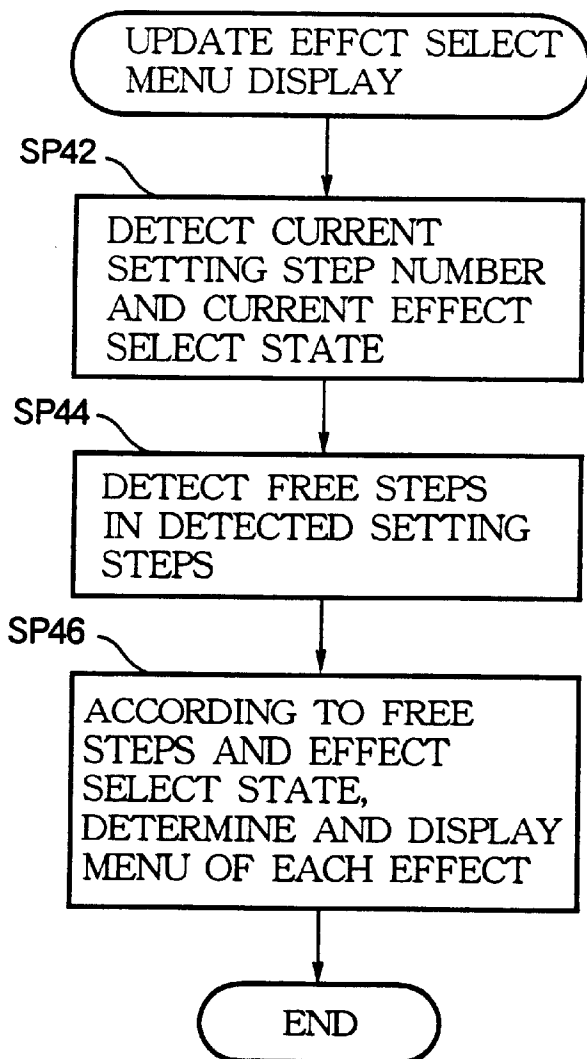 UPDATE EFFCT SELECT
MENU DISPLAY
SP42
DETECT CURRENT
SETTING STEP NUMBER
AND CURRENT EFFECT
SELECT STATE
SP44
DETECT FREE STEPS
IN DETECTED SETTING
STEPS
SP46
ACCORDING TO FREE
STEPS AND EFFECT
SELECT STATE,
DETERMINE AND DISPLAY
MENU OF EACH EFFECT
END